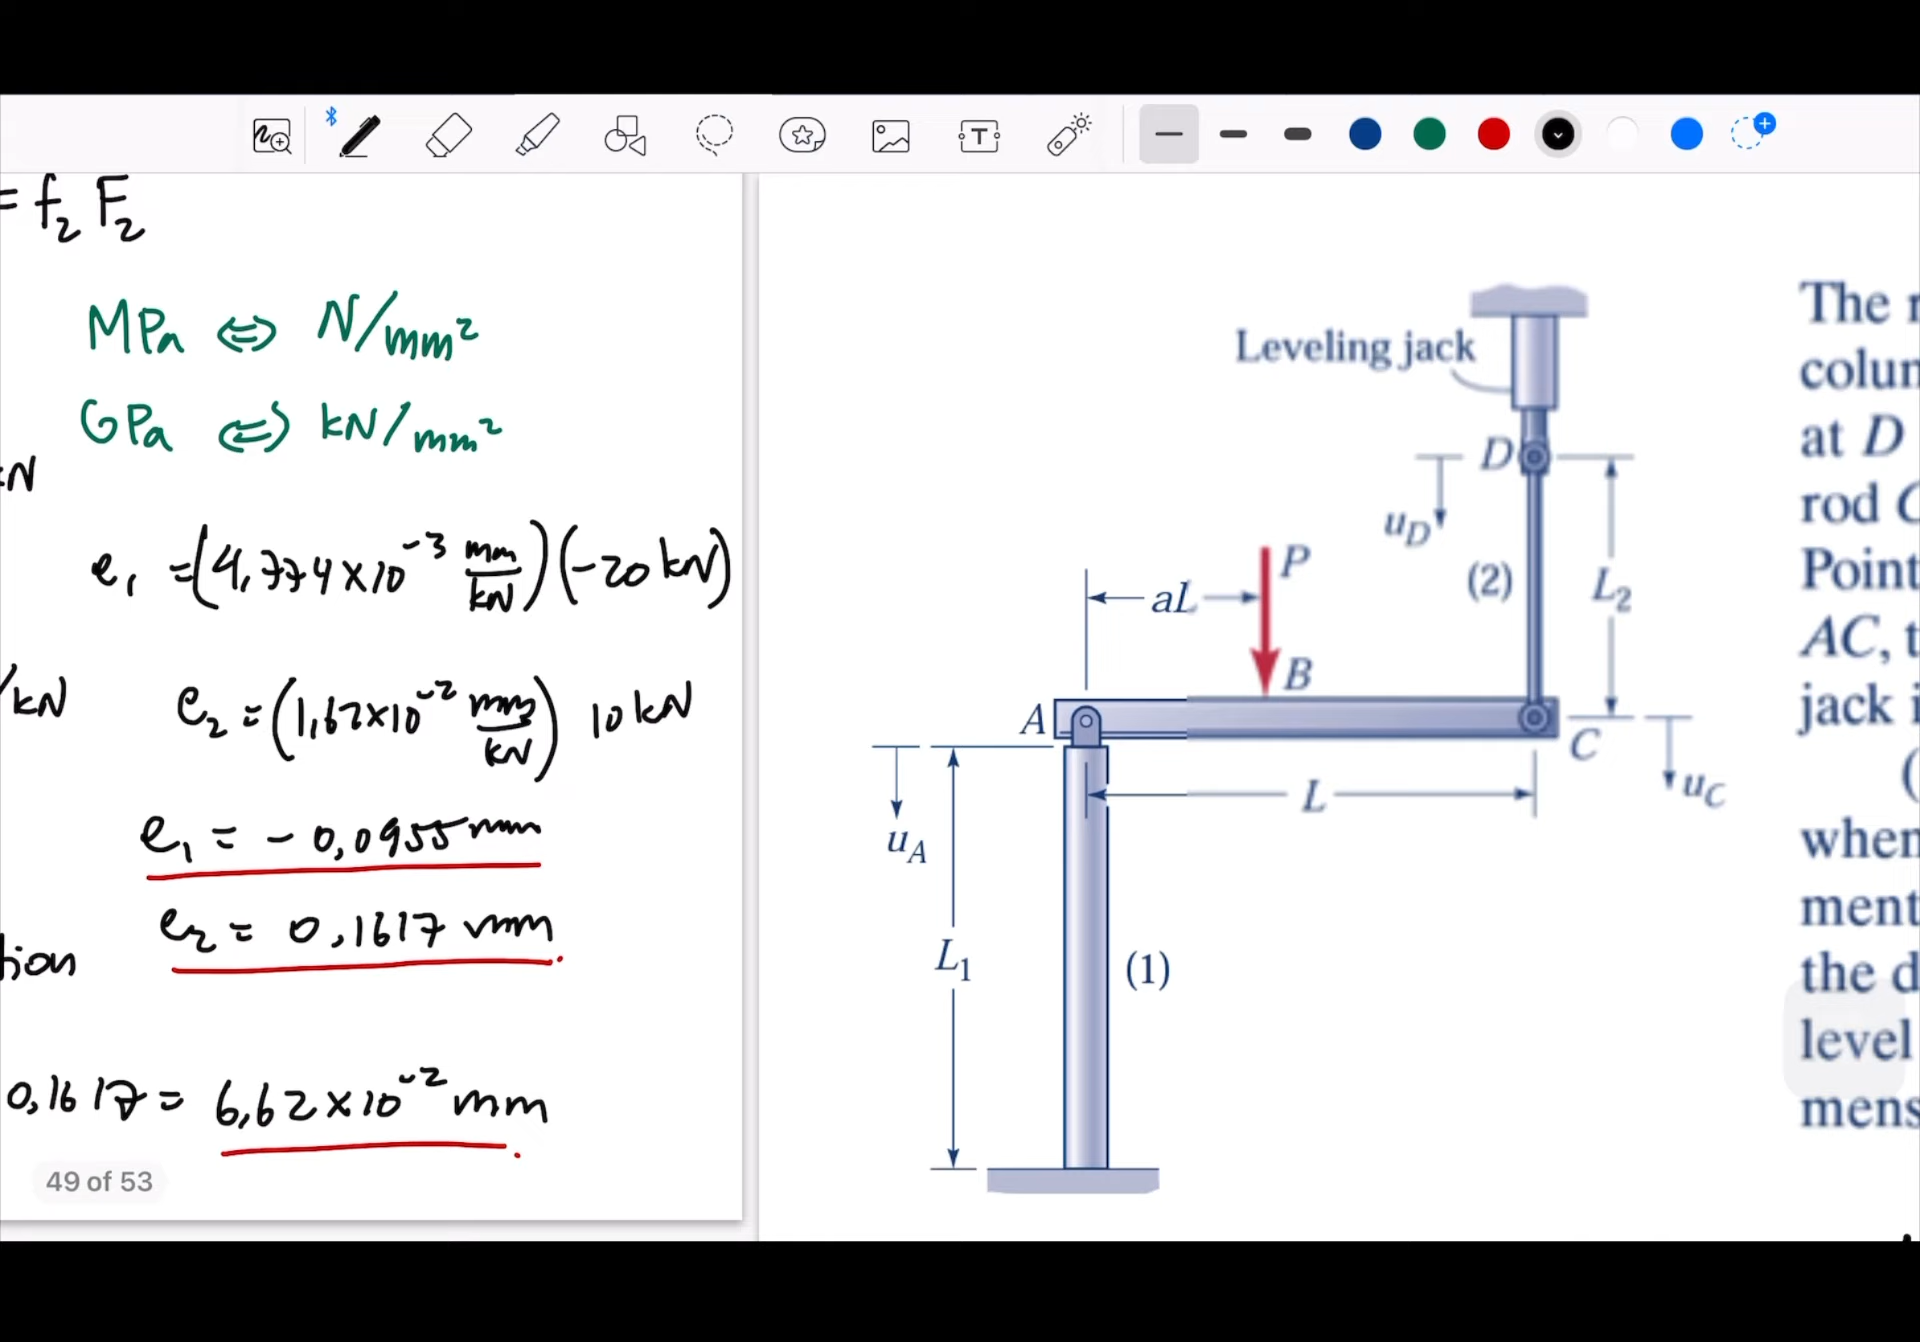 = f₂ F₂
MPa ⇔ N/mm²
GPa ⇔ kN/mm²
kN
e₁ = (4,774×10⁻³ mm/kN)(-20 kN)
/kN
e₂ = (1,62×10⁻² mm/kN) 10 kN
e₁ = - 0,0955 mm
e₂ = 0,1617 mm
tion
0,1617 = 6,62×10⁻² mm
49 of 53
T
Leveling jack
D
u_D
P
(2)
L₂
aL
B
A
C
u_C
L
u_A
L₁
(1)
The
colum
at D
rod C
Point
AC, t
jack i
(
when
ment
the d
level
mens